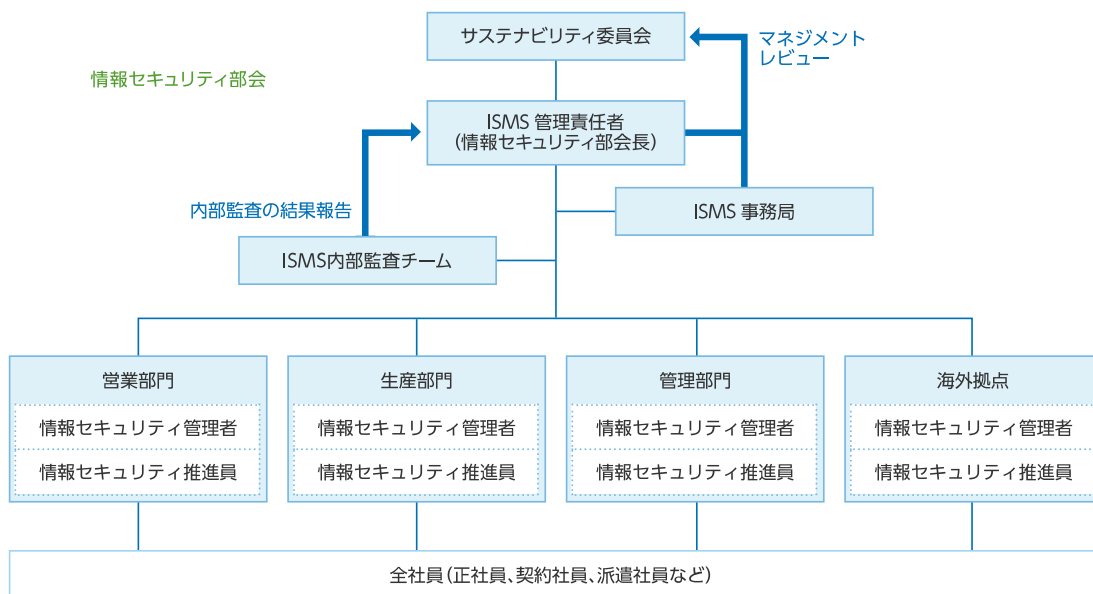 サステナビリティ委員会
マネジメント
レビュー
情報セキュリティ部会
ISMS 管理責任者
(情報セキュリティ部会長)
内部監査の結果報告
ISMS 事務局
ISMS内部監査チーム
営業部門
情報セキュリティ管理者
情報セキュリティ推進員
生産部門
情報セキュリティ管理者
情報セキュリティ推進員
管理部門
情報セキュリティ管理者
情報セキュリティ推進員
海外拠点
情報セキュリティ管理者
情報セキュリティ推進員
全社員(正社員、契約社員、派遣社員など)